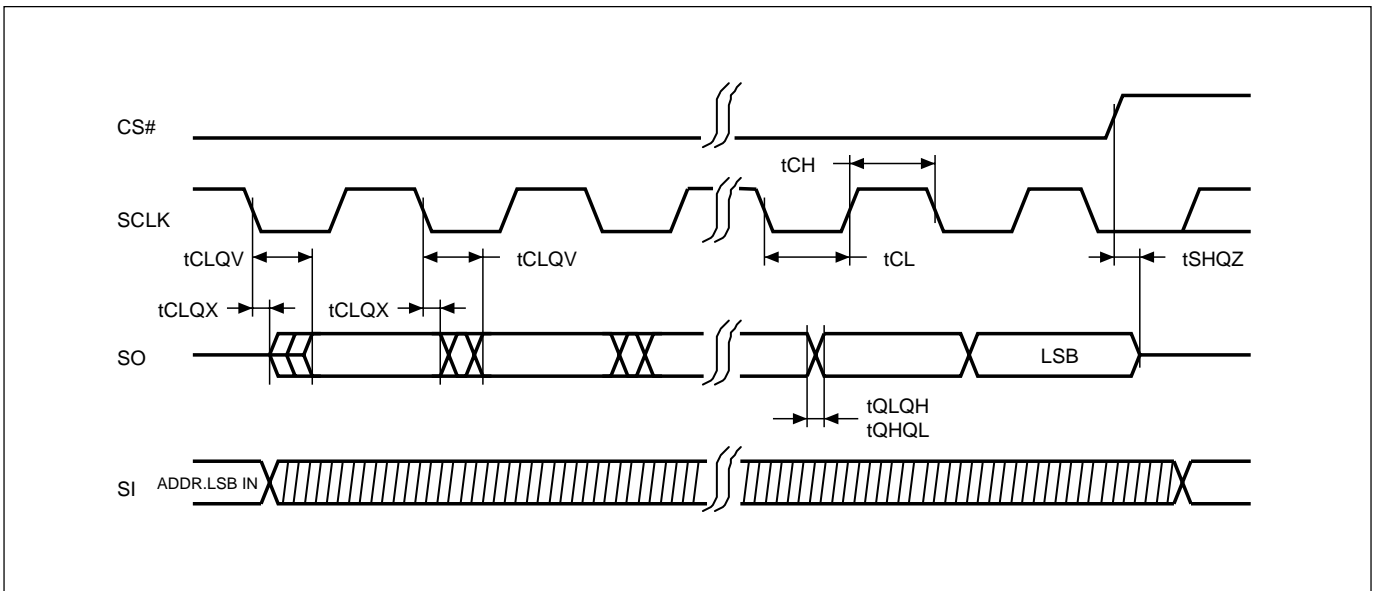 CS#
tCH
SCLK
tCLQV
tCLQV
tCL
tSHQZ
tCLQX
tCLQX
SO
LSB
tQLQH
tQHQL
SI
ADDR.LSB IN